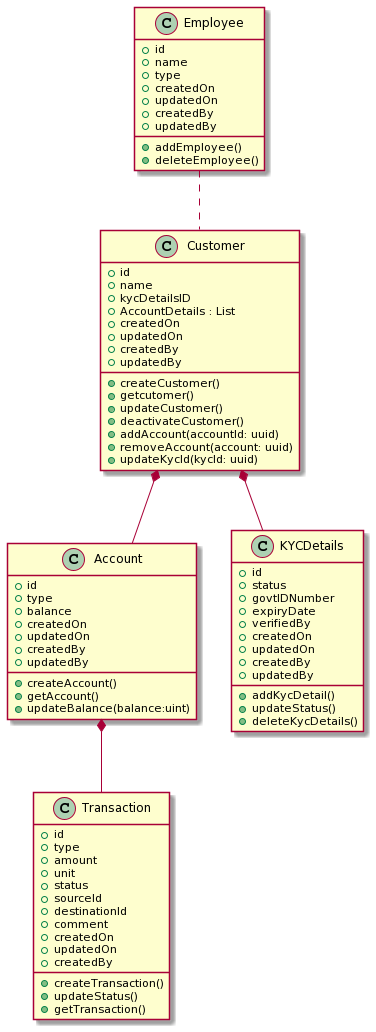 C Employee
id
name
type
createdOn
updatedOn
createdBy
updatedBy
addEmployee()
deleteEmployee()
C Customer
id
name
kycDetailsID
AccountDetails : List
createdOn
updatedOn
createdBy
updatedBy
createCustomer()
getcutomer()
updateCustomer()
deactivateCustomer()
addAccount(accountId: uuid)
removeAccount(account: uuid)
updateKycId(kycId: uuid)
C Account
id
type
balance
createdOn
updatedOn
createdBy
updatedBy
createAccount()
getAccount()
updateBalance(balance:uint)
C KYCDetails
id
status
govtIDNumber
expiryDate
verifiedBy
createdOn
updatedOn
createdBy
updatedBy
addKycDetail()
updateStatus()
deleteKycDetails()
C Transaction
id
type
amount
unit
status
sourceId
destinationId
comment
createdOn
updatedOn
createdBy
createTransaction()
updateStatus()
getTransaction()